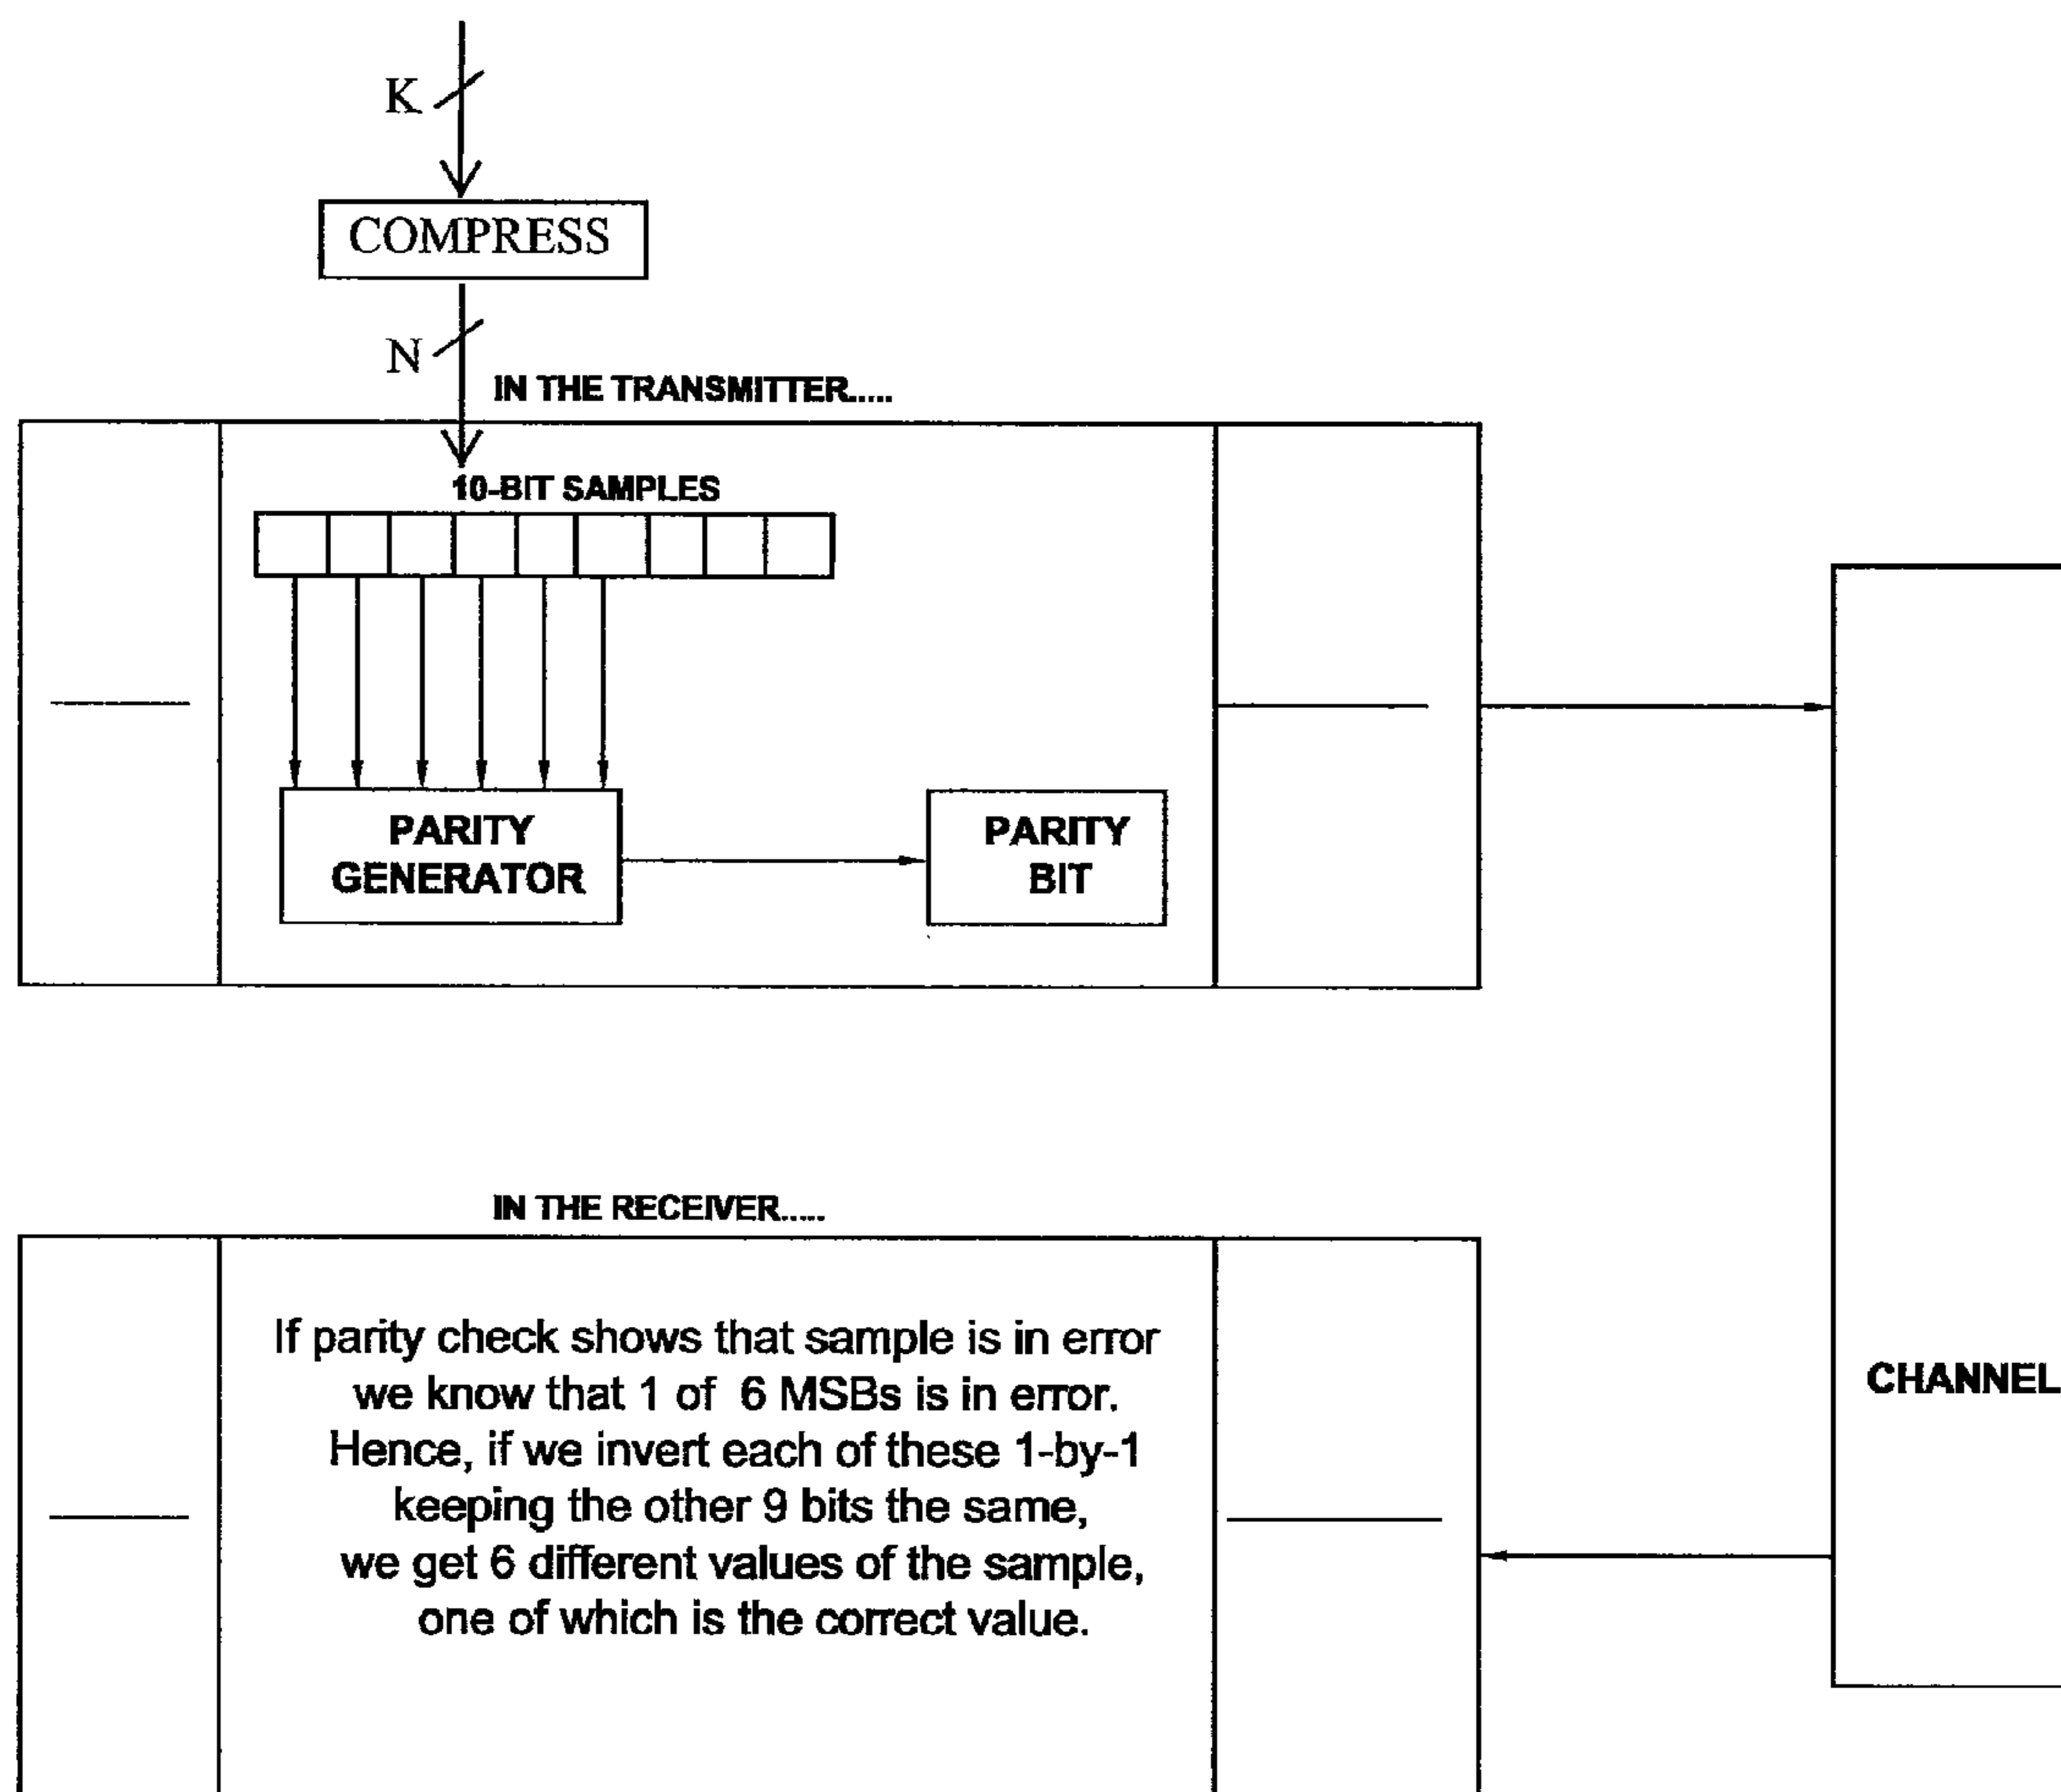 K
COMPRESS
N
IN THE TRANSMITTER.....
10-BIT SAMPLES
PARITY
GENERATOR
PARITY
BIT
IN THE RECEIVER.....
If parity check shows that sample is in error
we know that 1 of 6 MSBs is in error.
Hence, if we invert each of these 1-by-1
keeping the other 9 bits the same,
we get 6 different values of the sample,
one of which is the correct value.
CHANNEL